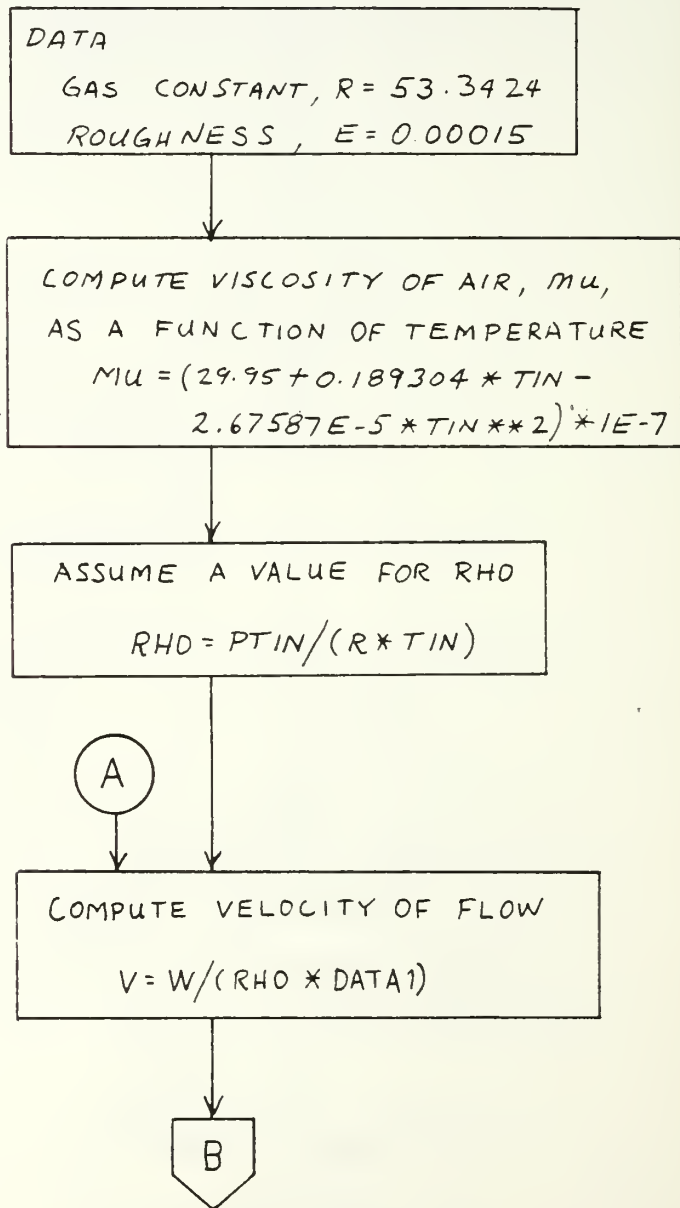 DATA
GAS CONSTANT, R = 53.3424
ROUGHNESS, E = 0.00015
COMPUTE VISCOSITY OF AIR, MU,
AS A FUNCTION OF TEMPERATURE
MU = (29.95 + 0.189304 * TIN -
2.67587E-5 * TIN ** 2) * 1E-7
ASSUME A VALUE FOR RHO
RHO = PTIN/(R * TIN)
A
COMPUTE VELOCITY OF FLOW
V = W/(RHO * DATA1)
B